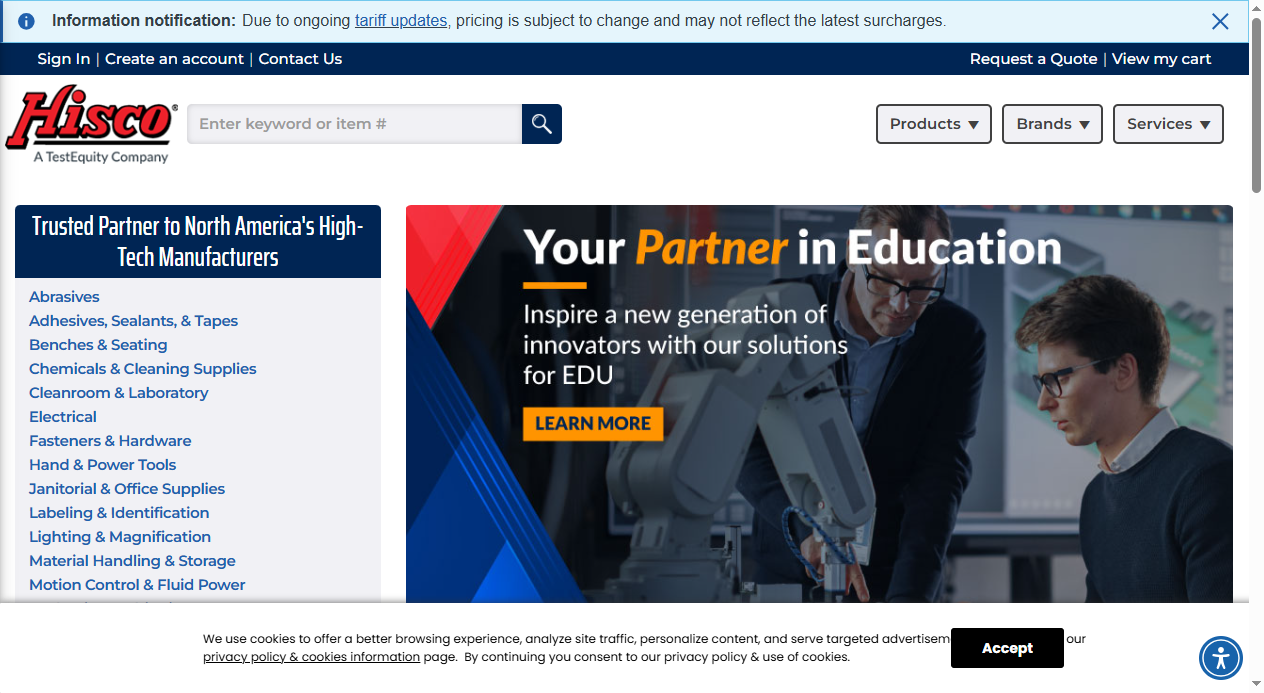 Information notification: Due to ongoing tariff updates, pricing is subject to change and may not reflect the latest surcharges.
Sign In | Create an account | Contact Us
Request a Quote | View my cart
Hisco®
A TestEquity Company
Enter keyword or item #
Products ▼
Brands ▼
Services ▼
Trusted Partner to North America's High-
Tech Manufacturers
Abrasives
Adhesives, Sealants, & Tapes
Benches & Seating
Chemicals & Cleaning Supplies
Cleanroom & Laboratory
Electrical
Fasteners & Hardware
Hand & Power Tools
Janitorial & Office Supplies
Labeling & Identification
Lighting & Magnification
Material Handling & Storage
Motion Control & Fluid Power
Your Partner in Education
Inspire a new generation of
innovators with our solutions
for EDU
LEARN MORE
We use cookies to offer a better browsing experience, analyze site traffic, personalize content, and serve targeted advertisem our
privacy policy & cookies information page. By continuing you consent to our privacy policy & use of cookies.
Accept